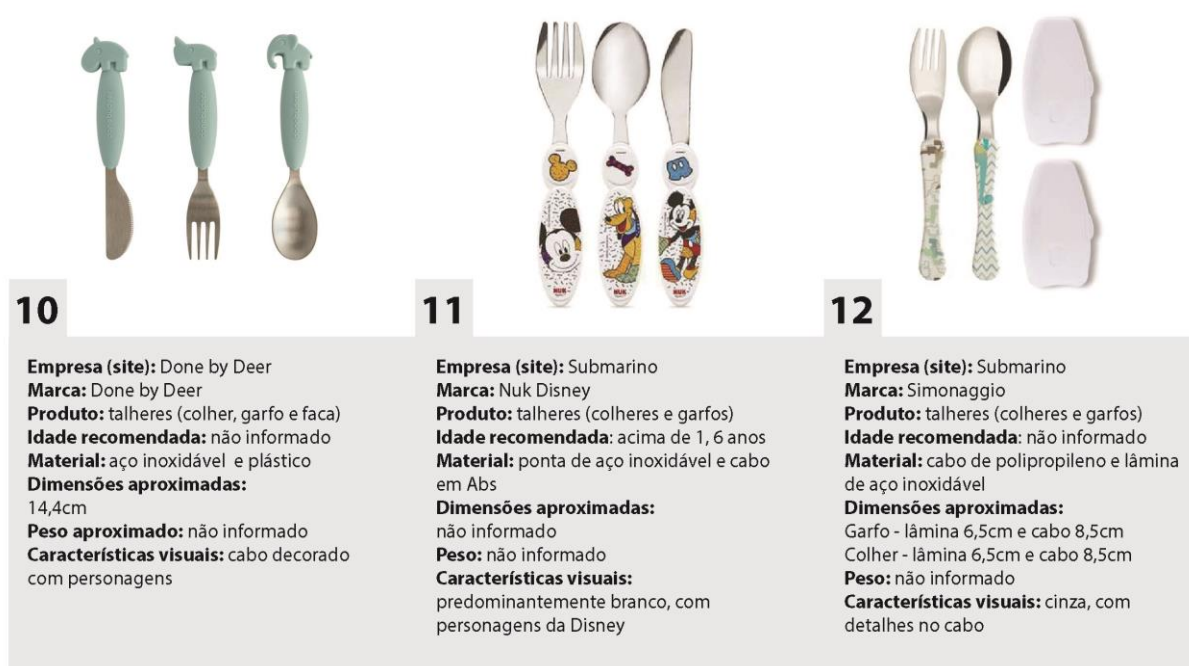 10
Empresa (site): Done by Deer
Marca: Done by Deer
Produto: talheres (colher, garfo e faca)
Idade recomendada: não informado
Material: aço inoxidável e plástico
Dimensões aproximadas:
14,4cm
Peso aproximado: não informado
Características visuais: cabo decorado
com personagens
NUK
NUK
NUK
11
Empresa (site): Submarino
Marca: Nuk Disney
Produto: talheres (colheres e garfos)
Idade recomendada: acima de 1, 6 anos
Material: ponta de aço inoxidável e cabo
em Abs
Dimensões aproximadas:
não informado
Peso: não informado
Características visuais:
predominantemente branco, com
personagens da Disney
12
Empresa (site): Submarino
Marca: Simonaggio
Produto: talheres (colheres e garfos)
Idade recomendada: não informado
Material: cabo de polipropileno e lâmina
de aço inoxidável
Dimensões aproximadas:
Garfo - lâmina 6,5cm e cabo 8,5cm
Colher - lâmina 6,5cm e cabo 8,5cm
Peso: não informado
Características visuais: cinza, com
detalhes no cabo